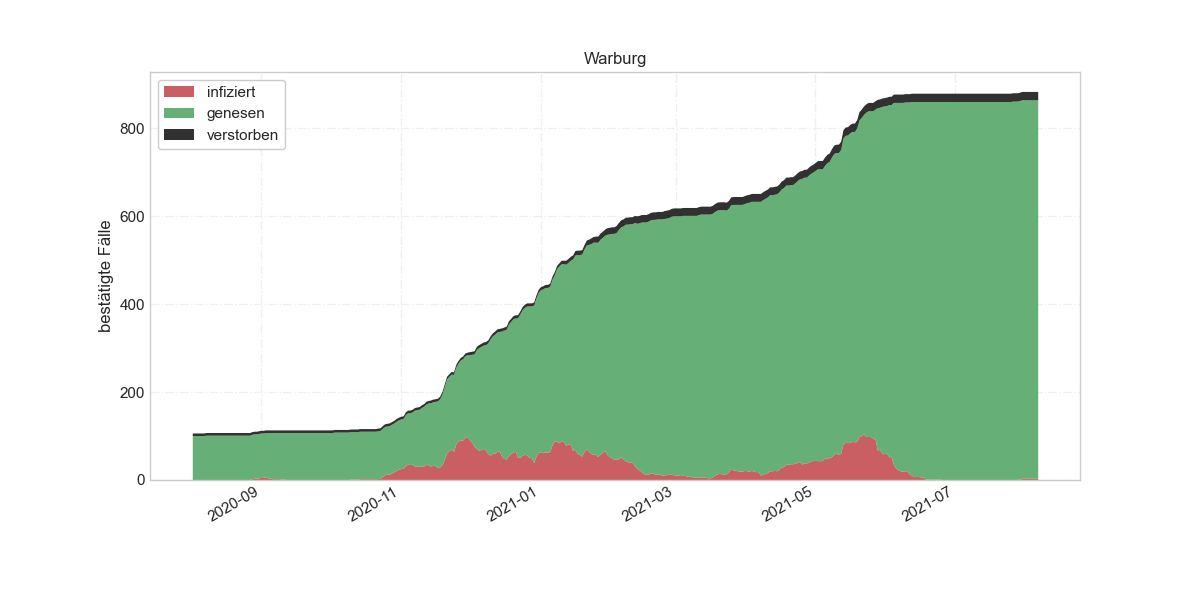 Warburg
infiziert
genesen
verstorben
bestätigte Fälle
800
600
400
200
0
2020-09
2020-11
2021-01
2021-03
2021-05
2021-07